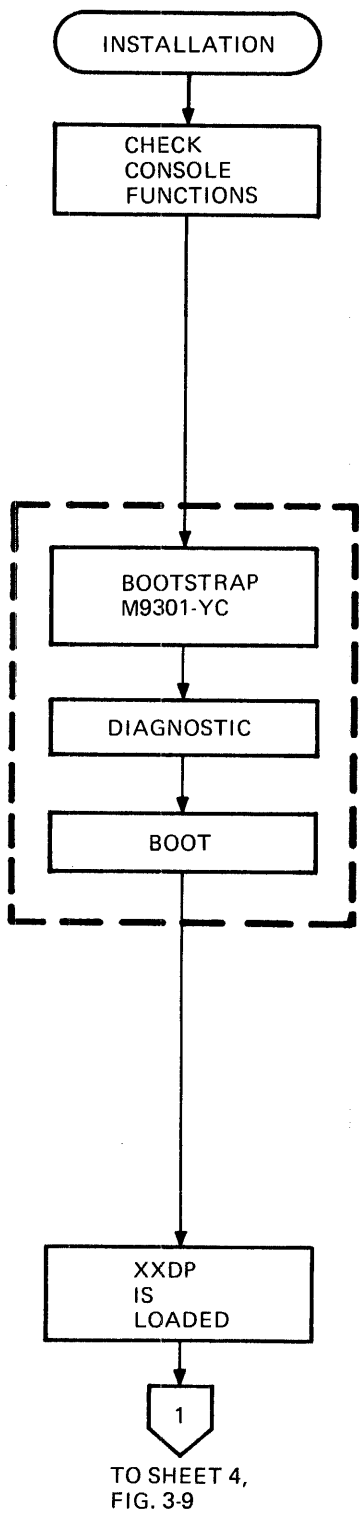 INSTALLATION
CHECK
CONSOLE
FUNCTIONS
BOOTSTRAP
M9301-YC
DIAGNOSTIC
BOOT
XXDP
IS
LOADED
1
TO SHEET 4,
FIG. 3-9